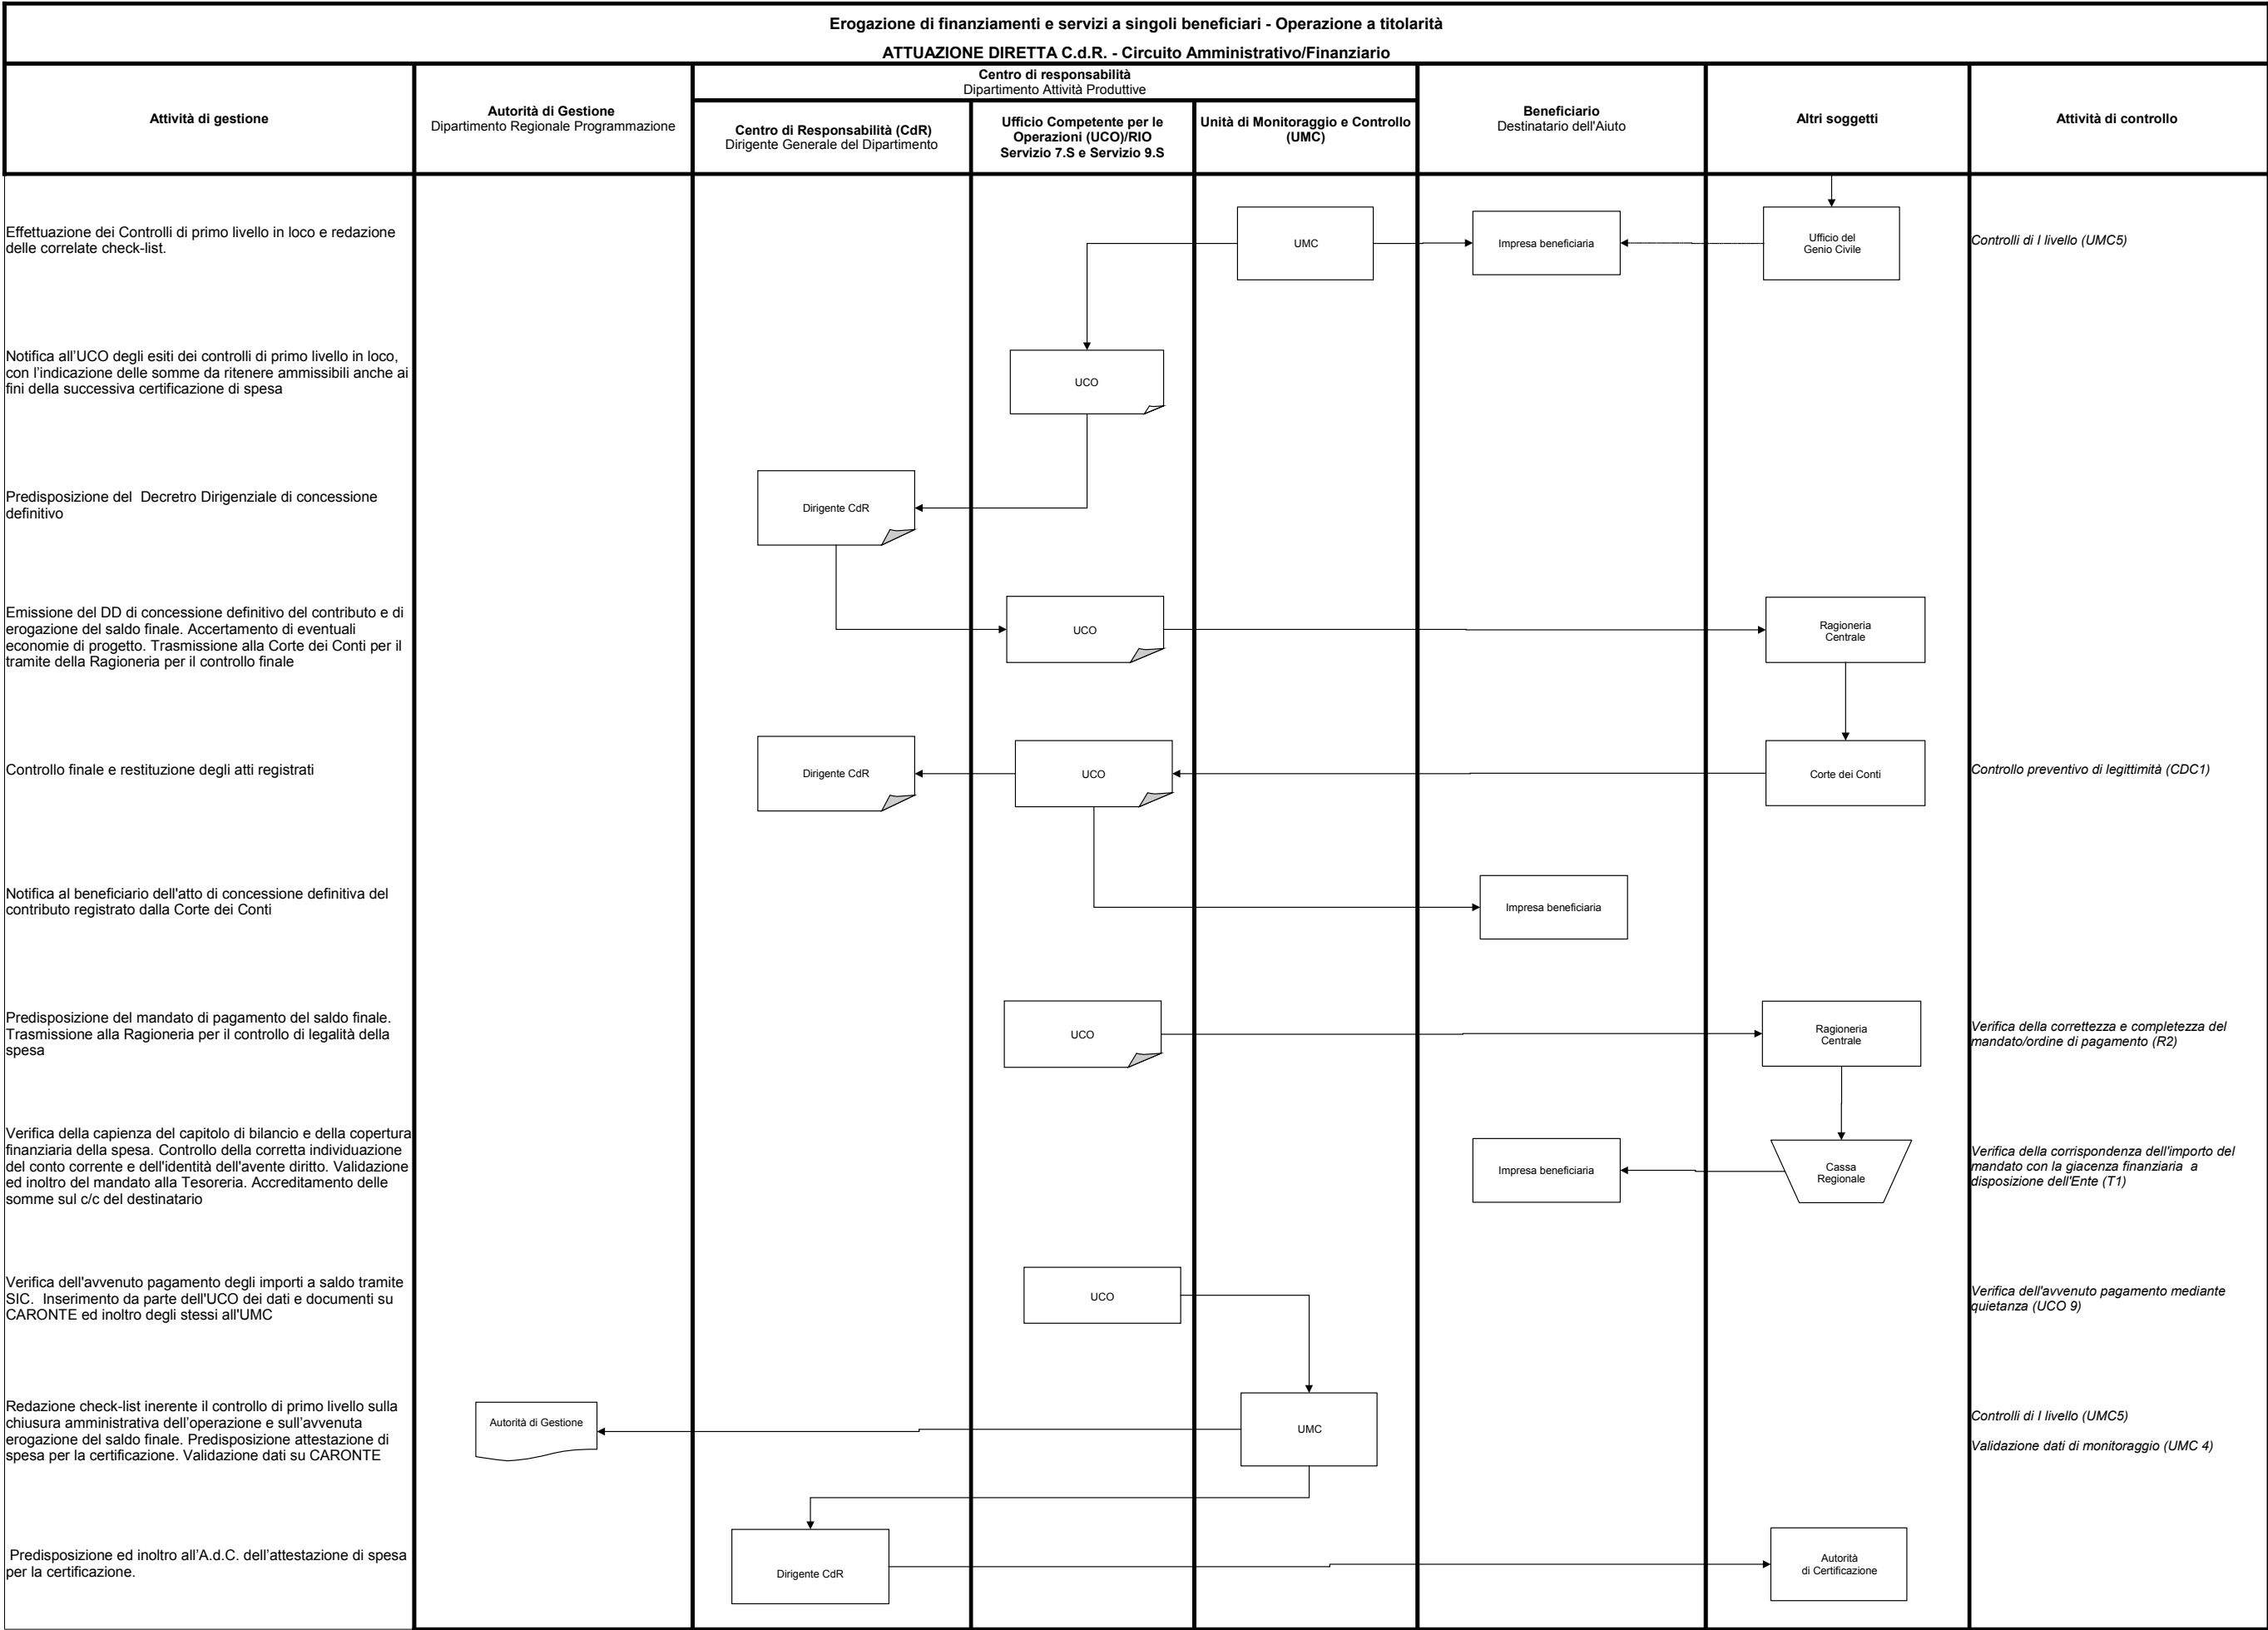 Erogazione di finanziamenti e servizi a singoli beneficiari - Operazione a titolarità
ATTUAZIONE DIRETTA C.d.R. - Circuito Amministrativo/Finanziario
Attività di gestione
Autorità di Gestione
Dipartimento Regionale Programmazione
Centro di responsabilità
Dipartimento Attività Produttive
Centro di Responsabilità (CdR)
Dirigente Generale del Dipartimento
Ufficio Competente per le
Operazioni (UCO)/RIO
Servizio 7.S e Servizio 9.S
Unità di Monitoraggio e Controllo
(UMC)
Beneficiario
Destinatario dell'Aiuto
Altri soggetti
Attività di controllo
Effettuazione dei Controlli di primo livello in loco e redazione
delle correlate check-list.
UMC
Impresa beneficiaria
Ufficio del
Genio Civile
Controlli di I livello (UMC5)
Notifica all'UCO degli esiti dei controlli di primo livello in loco,
con l'indicazione delle somme da ritenere ammissibili anche ai
fini della successiva certificazione di spesa
UCO
Predisposizione del  Decretro Dirigenziale di concessione
definitivo
Dirigente CdR
Emissione del DD di concessione definitivo del contributo e di
erogazione del saldo finale. Accertamento di eventuali
economie di progetto. Trasmissione alla Corte dei Conti per il
tramite della Ragioneria per il controllo finale
UCO
Ragioneria
Centrale
Controllo finale e restituzione degli atti registrati
Dirigente CdR
UCO
Corte dei Conti
Controllo preventivo di legittimità (CDC1)
Notifica al beneficiario dell'atto di concessione definitiva del
contributo registrato dalla Corte dei Conti
Impresa beneficiaria
Predisposizione del mandato di pagamento del saldo finale.
Trasmissione alla Ragioneria per il controllo di legalità della
spesa
UCO
Ragioneria
Centrale
Verifica della correttezza e completezza del
mandato/ordine di pagamento (R2)
Verifica della capienza del capitolo di bilancio e della copertura
finanziaria della spesa. Controllo della corretta individuazione
del conto corrente e dell'identità dell'avente diritto. Validazione
ed inoltro del mandato alla Tesoreria. Accreditamento delle
somme sul c/c del destinatario
Impresa beneficiaria
Cassa
Regionale
Verifica della corrispondenza dell'importo del
mandato con la giacenza finanziaria  a
disposizione dell'Ente (T1)
Verifica dell'avvenuto pagamento degli importi a saldo tramite
SIC.  Inserimento da parte dell'UCO dei dati e documenti su
CARONTE ed inoltro degli stessi all'UMC
UCO
Verifica dell'avvenuto pagamento mediante
quietanza (UCO 9)
Redazione check-list inerente il controllo di primo livello sulla
chiusura amministrativa dell'operazione e sull'avvenuta
erogazione del saldo finale. Predisposizione attestazione di
spesa per la certificazione. Validazione dati su CARONTE
Autorità di Gestione
UMC
Controlli di I livello (UMC5)
Validazione dati di monitoraggio (UMC 4)
Predisposizione ed inoltro all'A.d.C. dell'attestazione di spesa
per la certificazione.
Dirigente CdR
Autorità
di Certificazione